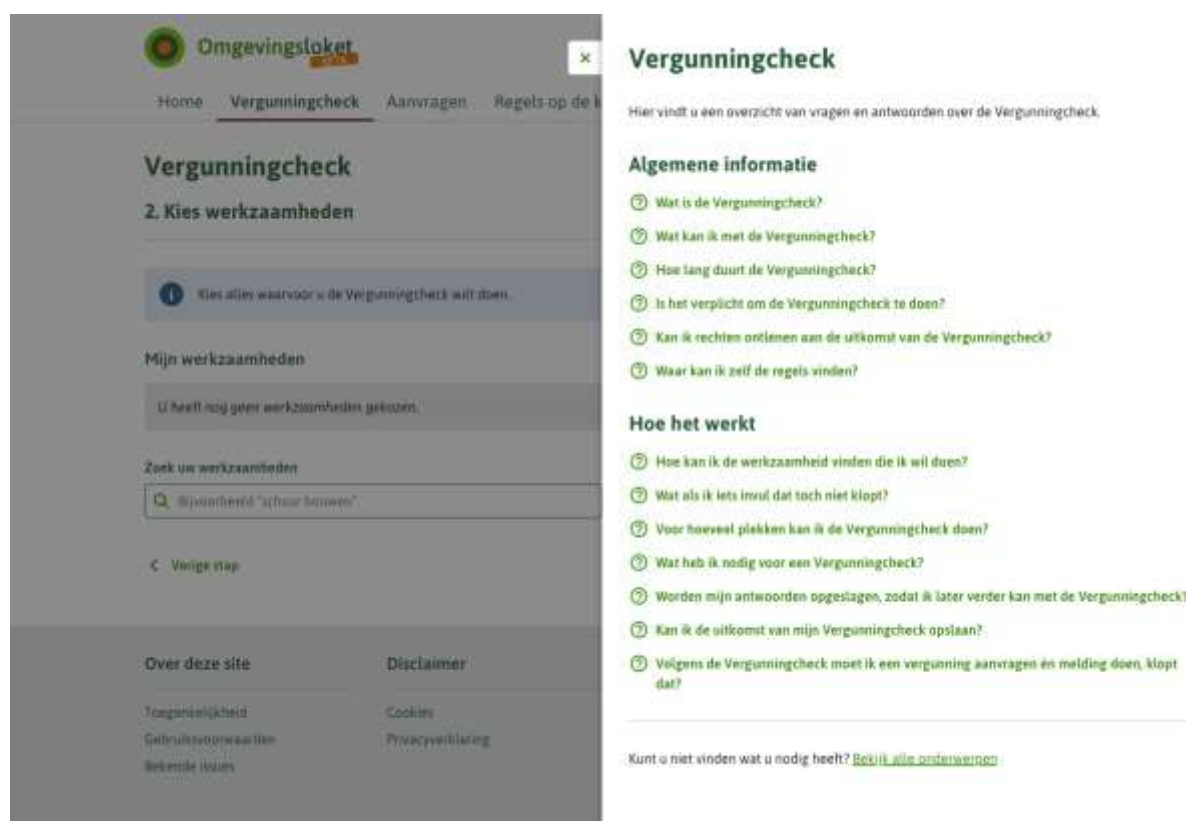 Omgevingsloket
BETA
Home Vergunningcheck Aanvragen Regels op de k
Vergunningcheck
2. Kies werkzaamheden
Kies alles waarvoor u de Vergunningcheck wilt doen.
Mijn werkzaamheden
U heeft nog geen werkzaamheden gekozen.
Zoek uw werkzaamheden
Bijvoorbeeld "schuur bouwen"
Vorige stap
Over deze site
Toegankelijkheid
Gebruiksvoorwaarden
Bekende issues
Disclaimer
Cookies
Privacyverklaring
×
Vergunningcheck
Hier vindt u een overzicht van vragen en antwoorden over de Vergunningcheck.
Algemene informatie
Wat is de Vergunningcheck?
Wat kan ik met de Vergunningcheck?
Hoe lang duurt de Vergunningcheck?
Is het verplicht om de Vergunningcheck te doen?
Kan ik rechten ontlenen aan de uitkomst van de Vergunningcheck?
Waar kan ik zelf de regels vinden?
Hoe het werkt
Hoe kan ik de werkzaamheid vinden die ik wil doen?
Wat als ik iets invul dat toch niet klopt?
Voor hoeveel plekken kan ik de Vergunningcheck doen?
Wat heb ik nodig voor een Vergunningcheck?
Worden mijn antwoorden opgeslagen, zodat ik later verder kan met de Vergunningcheck?
Kan ik de uitkomst van mijn Vergunningcheck opslaan?
Volgens de Vergunningcheck moet ik een vergunning aanvragen én melding doen, klopt
dat?
Kunt u niet vinden wat u nodig heeft? Bekijk alle onderwerpen